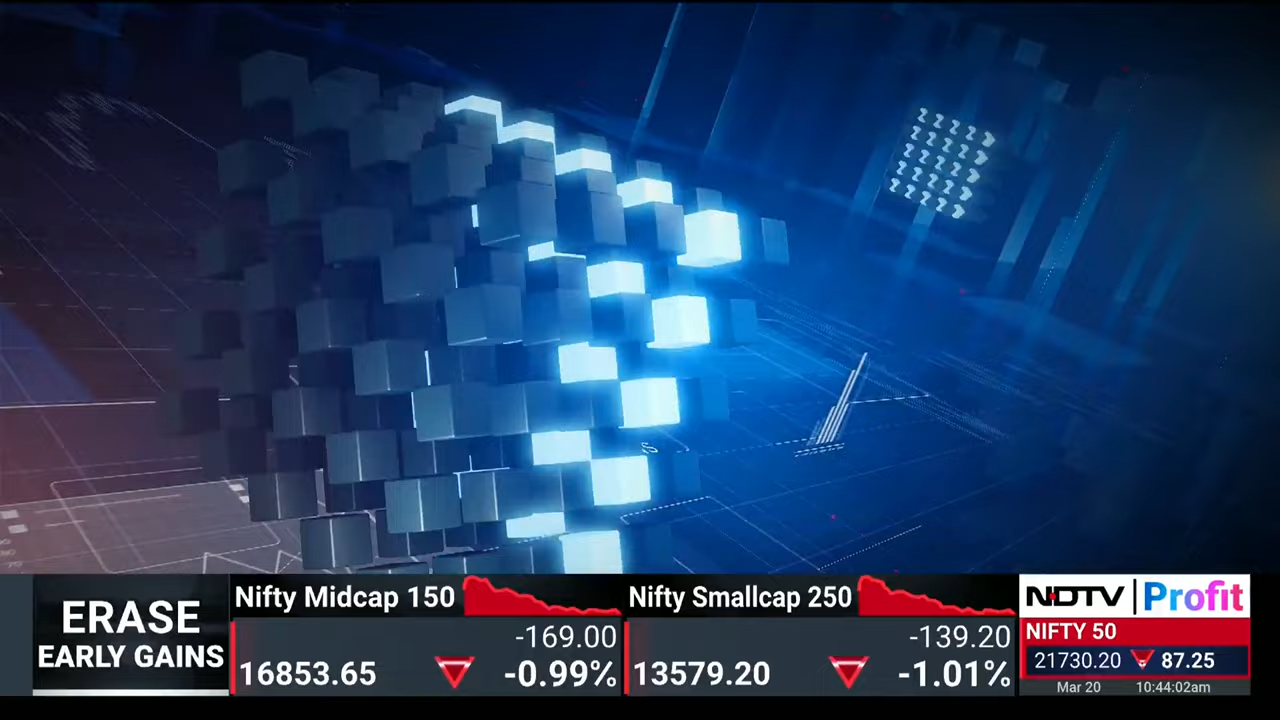 ERASE
EARLY GAINS
Nifty Midcap 150
-169.00
16853.65
-0.99%
Nifty Smallcap 250
-139.20
13579.20
-1.01%
NDTV Profit
NIFTY 50
21730.20 87.25
Mar 20 10:44:02am